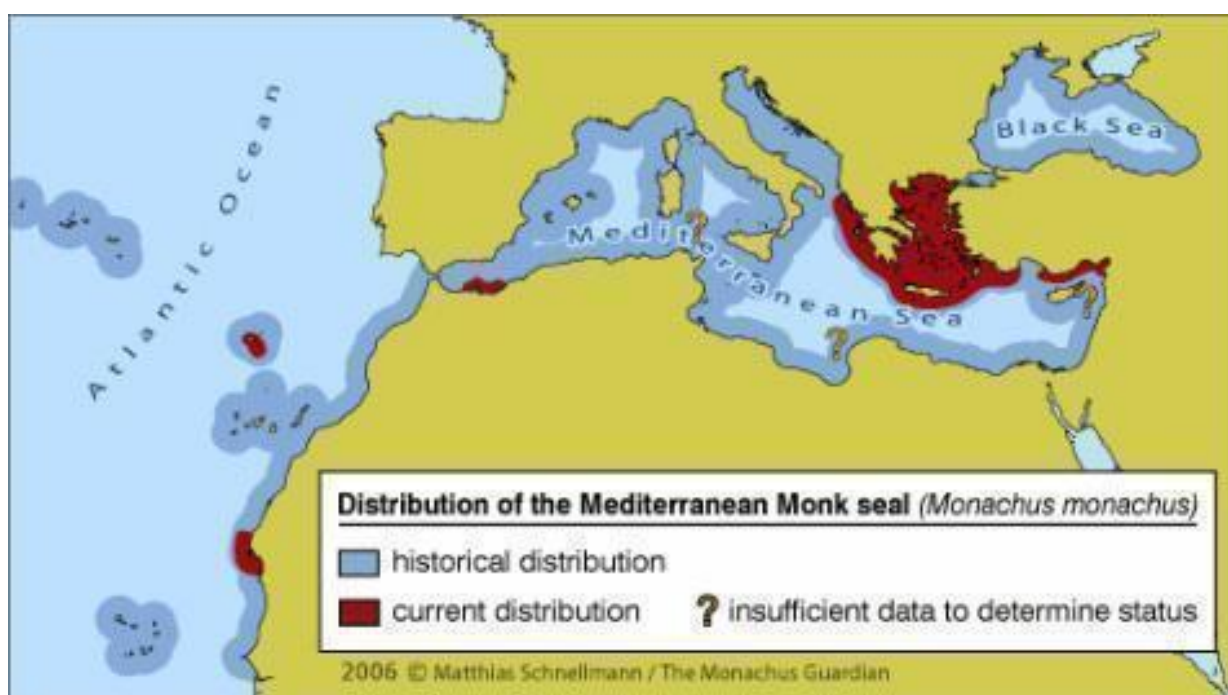 Atlantic Ocean
Black Sea
Mediterranean Sea
?
?
?
Distribution of the Mediterranean Monk seal (Monachus monachus)
historical distribution
current distribution
? insufficient data to determine status
2006 © Matthias Schnellmann / The Monachus Guardian